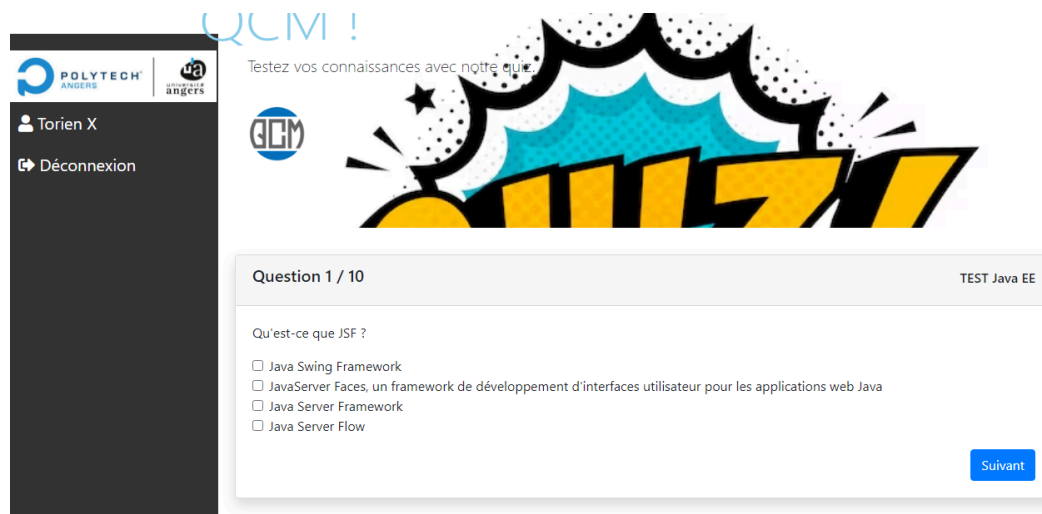 QCM !
Testez vos connaissances avec notre quiz.
POLYTECH
ANGERS
ua
université
angers
Torien X
Déconnexion
QCM
QUIZ!
Question 1 / 10
TEST Java EE
Qu'est-ce que JSF ?
Java Swing Framework
JavaServer Faces, un framework de développement d'interfaces utilisateur pour les applications web Java
Java Server Framework
Java Server Flow
Suivant